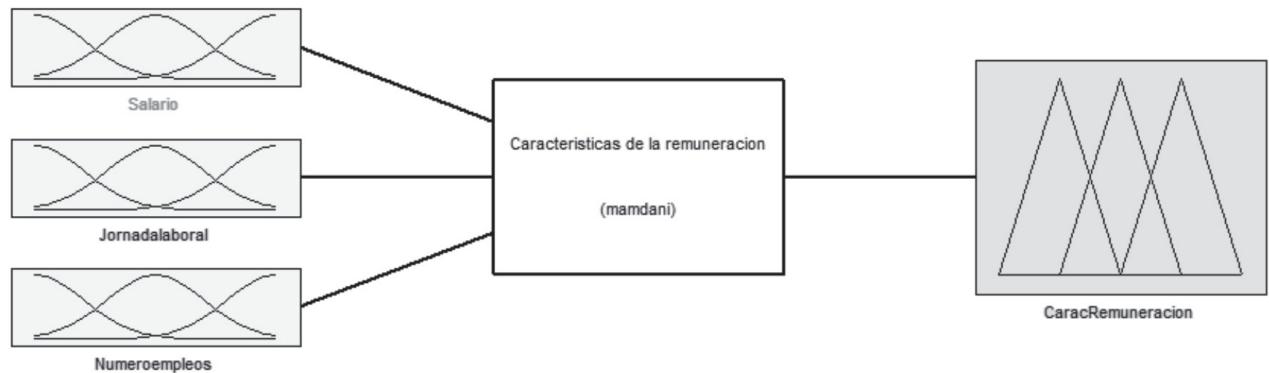 Salario
Jornadalaboral
Numeroempleos
Caracteristicas de la remuneracion
(mamdani)
CaracRemuneracion